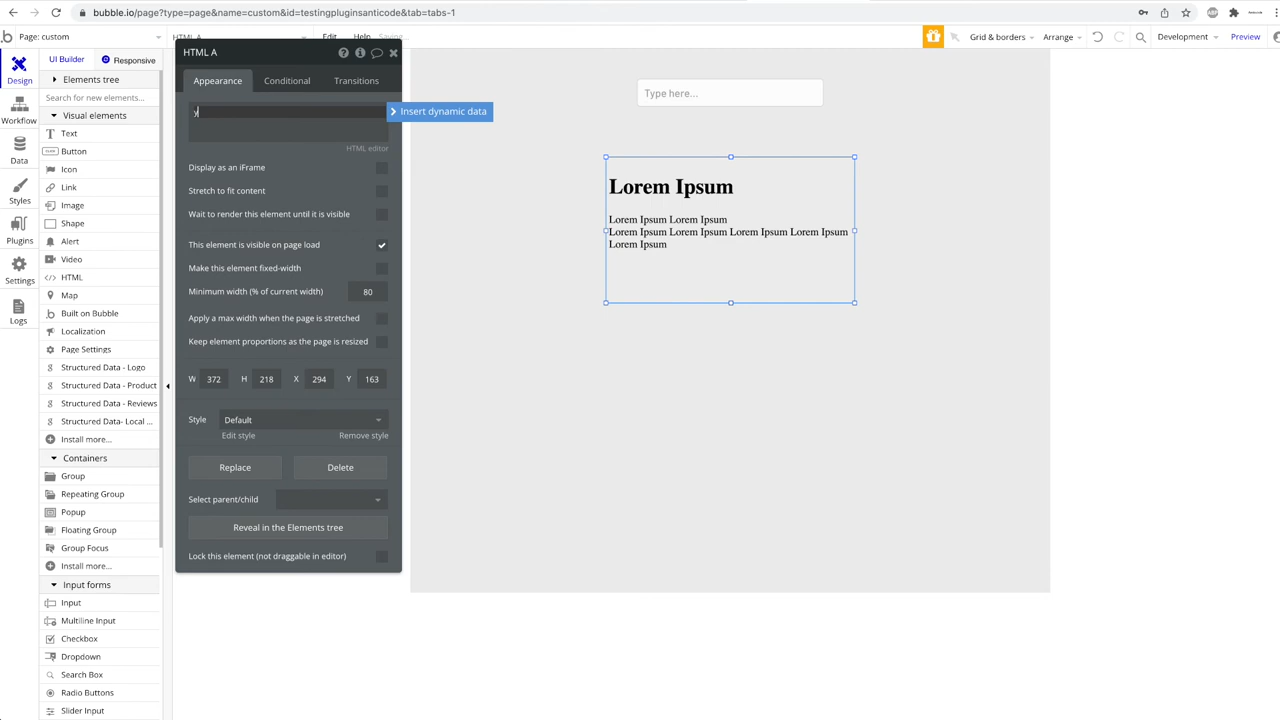 bubble.io/page?type=page&name=custom&id=testingpluginsanticode&tab=tabs-1
Page: custom
HTML A
Edit
Help
Saving...
Grid & borders
Arrange
Development
Preview
Design
Workflow
Data
Styles
Plugins
Settings
Logs
UI Builder
Responsive
Elements tree
Search for new elements...
Visual elements
Text
Button
Icon
Link
Image
Shape
Alert
Video
HTML
Map
Built on Bubble
Localization
Page Settings
Structured Data - Logo
Structured Data - Product
Structured Data - Reviews
Structured Data- Local ...
Install more...
Containers
Group
Repeating Group
Popup
Floating Group
Group Focus
Install more...
Input forms
Input
Multiline Input
Checkbox
Dropdown
Search Box
Radio Buttons
Slider Input
HTML A
Appearance
Conditional
Transitions
y
Insert dynamic data
HTML editor
Display as an iFrame
Stretch to fit content
Wait to render this element until it is visible
This element is visible on page load
Make this element fixed-width
Minimum width (% of current width) 80
Apply a max width when the page is stretched
Keep element proportions as the page is resized
W 372 H 218 X 294 Y 163
Style Default
Edit style
Remove style
Replace
Delete
Select parent/child
Reveal in the Elements tree
Lock this element (not draggable in editor)
Type here...
Lorem Ipsum
Lorem Ipsum Lorem Ipsum
Lorem Ipsum Lorem Ipsum Lorem Ipsum Lorem Ipsum
Lorem Ipsum